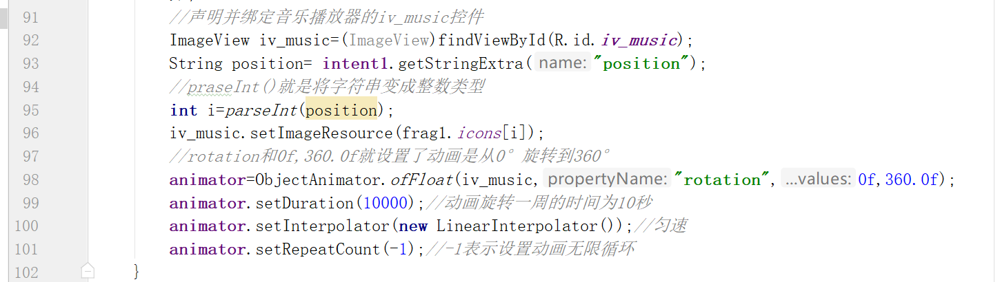 91 //声明并绑定音乐播放器的iv_music控件
92 ImageView iv_music=(ImageView)findViewById(R.id.iv_music);
93 String position= intent1.getStringExtra( name: "position");
94 //praseInt()就是将字符串变成整数类型
95 int i=parseInt(position);
96 iv_music.setImageResource(frag1.icons[i]);
97 //rotation和0f,360.0f就设置了动画是从0°旋转到360°
98 animator=ObjectAnimator.ofFloat(iv_music, propertyName: "rotation", ...values: 0f,360.0f);
99 animator.setDuration(10000);//动画旋转一周的时间为10秒
100 animator.setInterpolator(new LinearInterpolator());//匀速
101 animator.setRepeatCount(-1);//-1表示设置动画无限循环
102 }